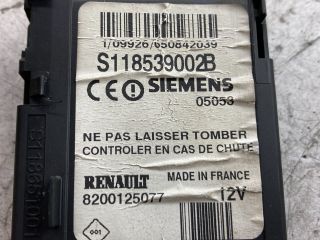 1/09926/650842039
S118539002B
CE SIEMENS
05053
NE PAS LAISSER TOMBER
CONTROLER EN CAS DE CHUTE
RENAULT MADE IN FRANCE
8200125077 12V
001